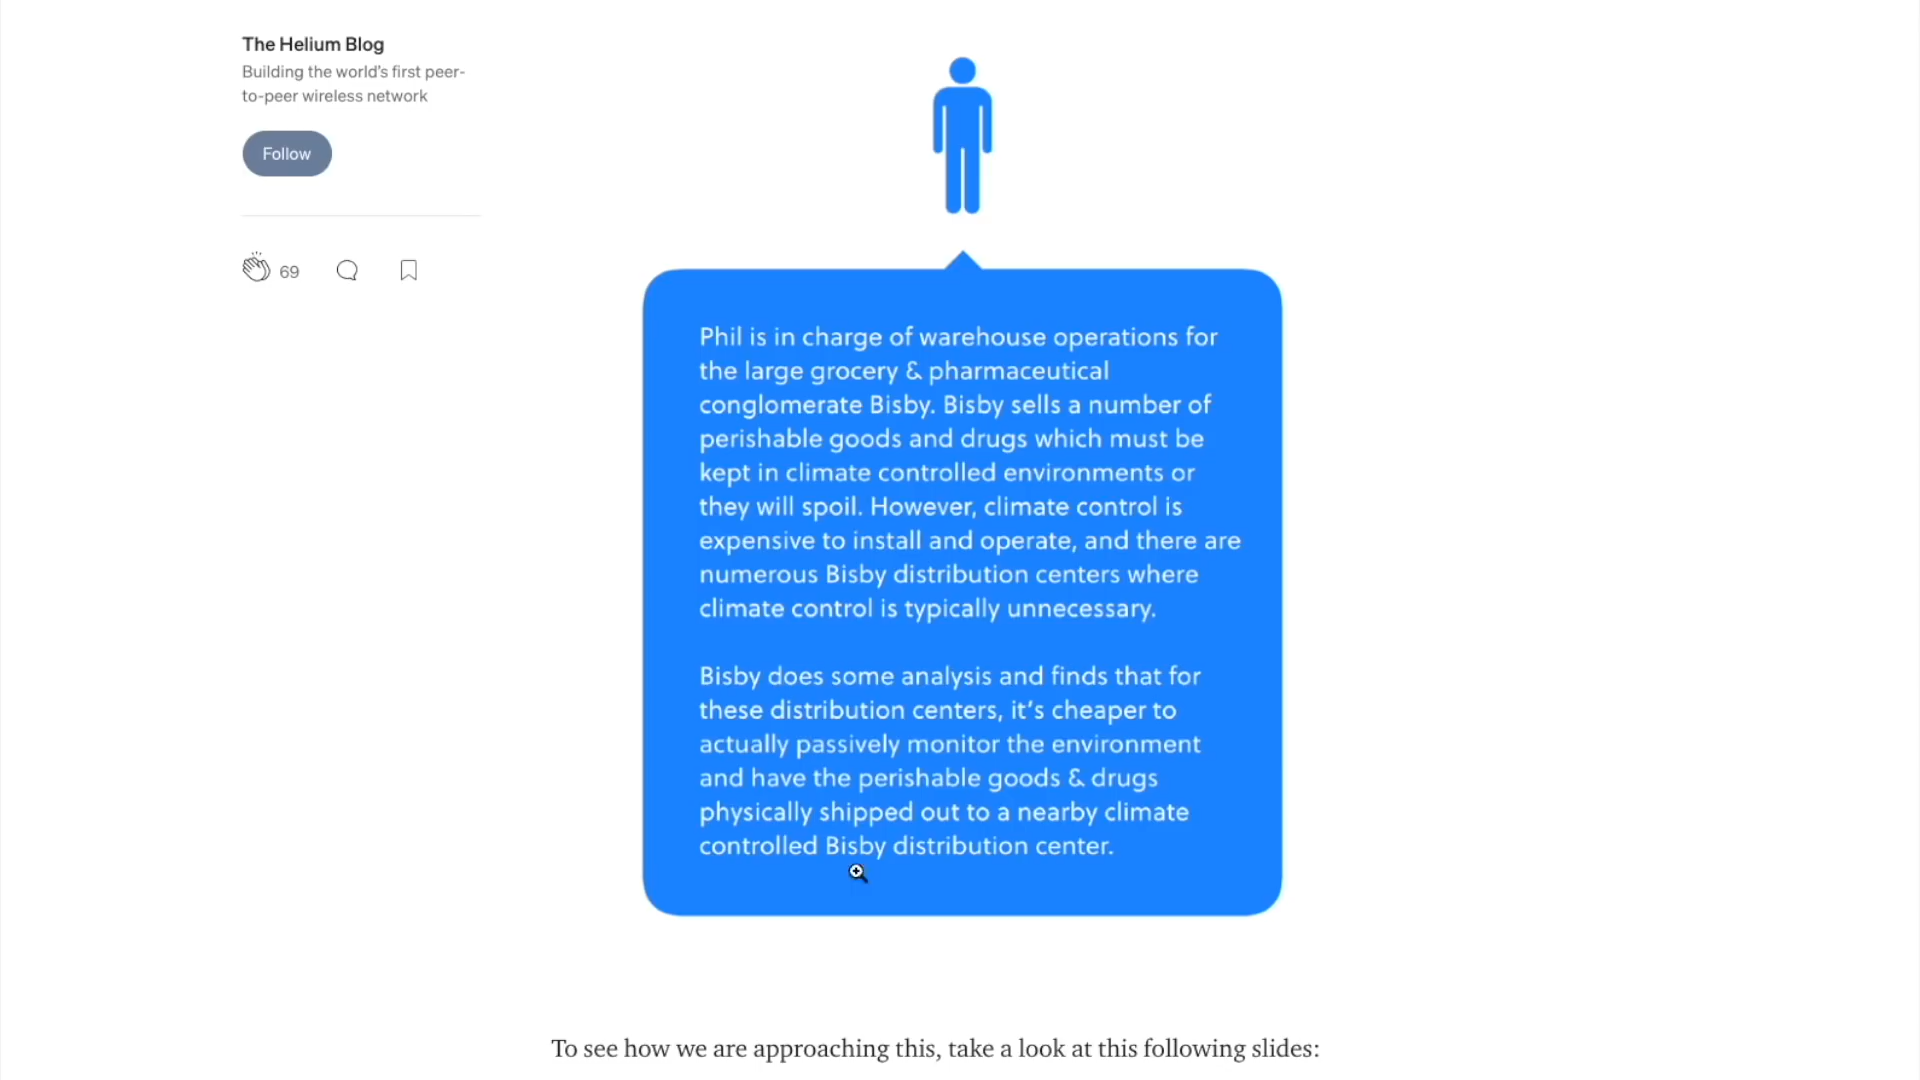 The Helium Blog
Building the world's first peer-
to-peer wireless network
Follow
69
Phil is in charge of warehouse operations for
the large grocery & pharmaceutical
conglomerate Bisby. Bisby sells a number of
perishable goods and drugs which must be
kept in climate controlled environments or
they will spoil. However, climate control is
expensive to install and operate, and there are
numerous Bisby distribution centers where
climate control is typically unnecessary.
Bisby does some analysis and finds that for
these distribution centers, it's cheaper to
actually passively monitor the environment
and have the perishable goods & drugs
physically shipped out to a nearby climate
controlled Bisby distribution center.
To see how we are approaching this, take a look at this following slides: